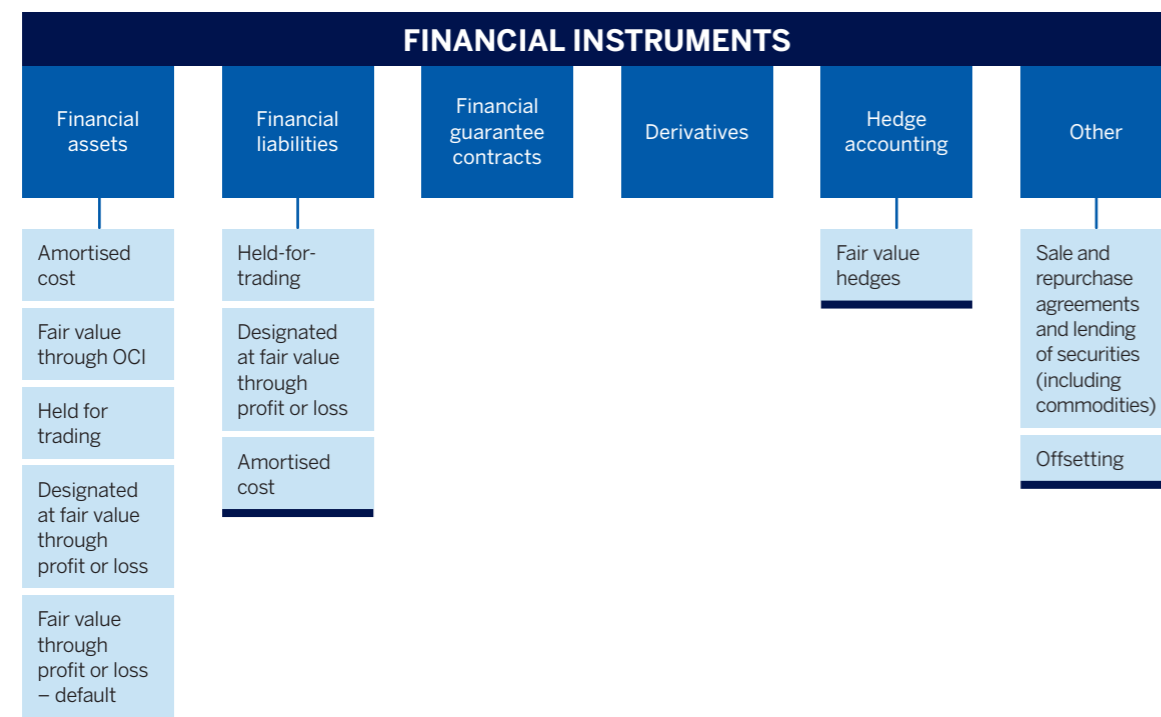 FINANCIAL INSTRUMENTS
Financial
assets
Financial
liabilities
Financial
guarantee
contracts
Derivatives
Hedge
accounting
Other
Amortised
cost
Fair value
through OCI
Held for
trading
Designated
at fair value
through
profit or loss
Fair value
through
profit or loss
– default
Held-for-
trading
Designated
at fair value
through
profit or loss
Amortised
cost
Fair value
hedges
Sale and
repurchase
agreements
and lending
of securities
(including
commodities)
Offsetting